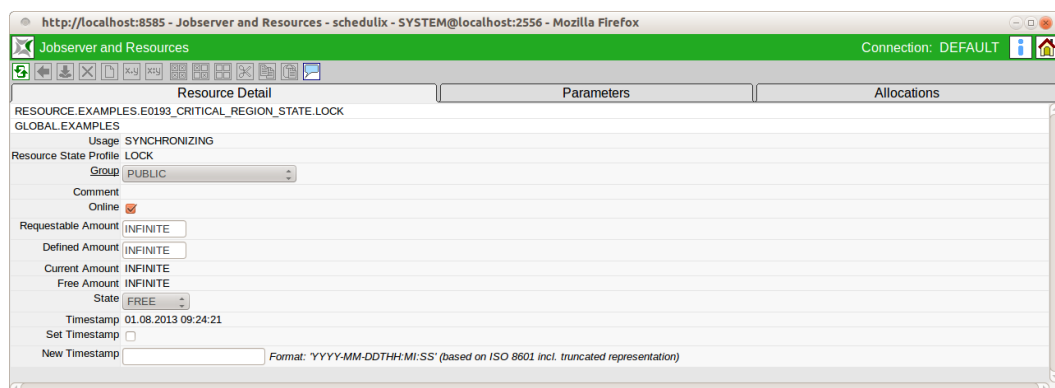 http://localhost:8585 - Jobserver and Resources - schedulix - SYSTEM@localhost:2556 - Mozilla Firefox
Jobserver and Resources Connection: DEFAULT
Resource Detail Parameters Allocations
RESOURCE.EXAMPLES.E0193_CRITICAL_REGION_STATE.LOCK
GLOBAL.EXAMPLES
Usage SYNCHRONIZING
Resource State Profile LOCK
Group PUBLIC
Comment
Online
Requestable Amount INFINITE
Defined Amount INFINITE
Current Amount INFINITE
Free Amount INFINITE
State FREE
Timestamp 01.08.2013 09:24:21
Set Timestamp
New Timestamp Format: 'YYYY-MM-DDTHH:MI:SS' (based on ISO 8601 incl. truncated representation)